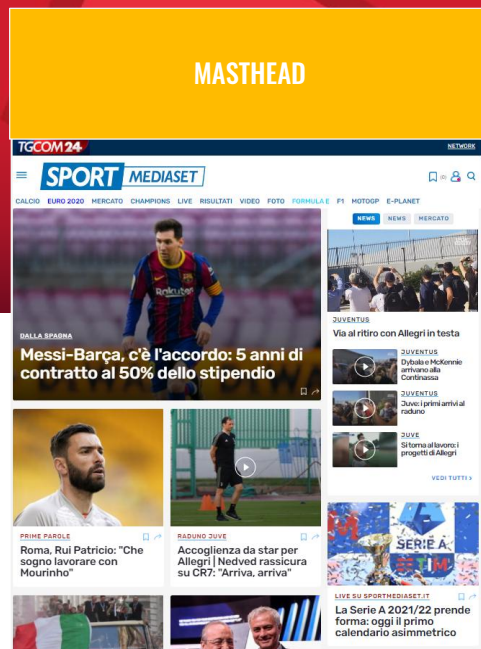 MASTHEAD
TGCOM24
NETWORK
SPORT MEDIASET
(0)
CALCIO EURO 2020 MERCATO CHAMPIONS LIVE RISULTATI VIDEO FOTO FORMULA E F1 MOTOGP E-PLANET
NEWS NEWS MERCATO
Rakuten
DALLA SPAGNA
Messi-Barça, c'è l'accordo: 5 anni di
contratto al 50% dello stipendio
JUVENTUS
Via al ritiro con Allegri in testa
JUVENTUS
Dybala e McKennie
arrivano alla
Continassa
JUVENTUS
Juve: i primi arrivi al
raduno
JUVE
Si torna al lavoro: i
progetti di Allegri
VEDI TUTTI >
PRIME PAROLE
Roma, Rui Patricio: "Che
sogno lavorare con
Mourinho"
RADUNO JUVE
Accoglienza da star per
Allegri | Nedved rassicura
su CR7: "Arriva, arriva"
SERIE A
TIM
LIVE SU SPORTMEDIASET.IT
La Serie A 2021/22 prende
forma: oggi il primo
calendario asimmetrico